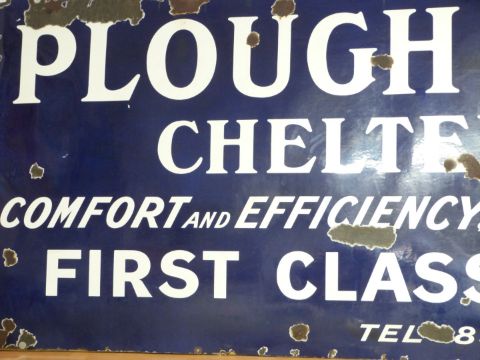 PLOUGH
CHELTE
COMFORT AND EFFICIENCY.
FIRST CLASS
TEL 8